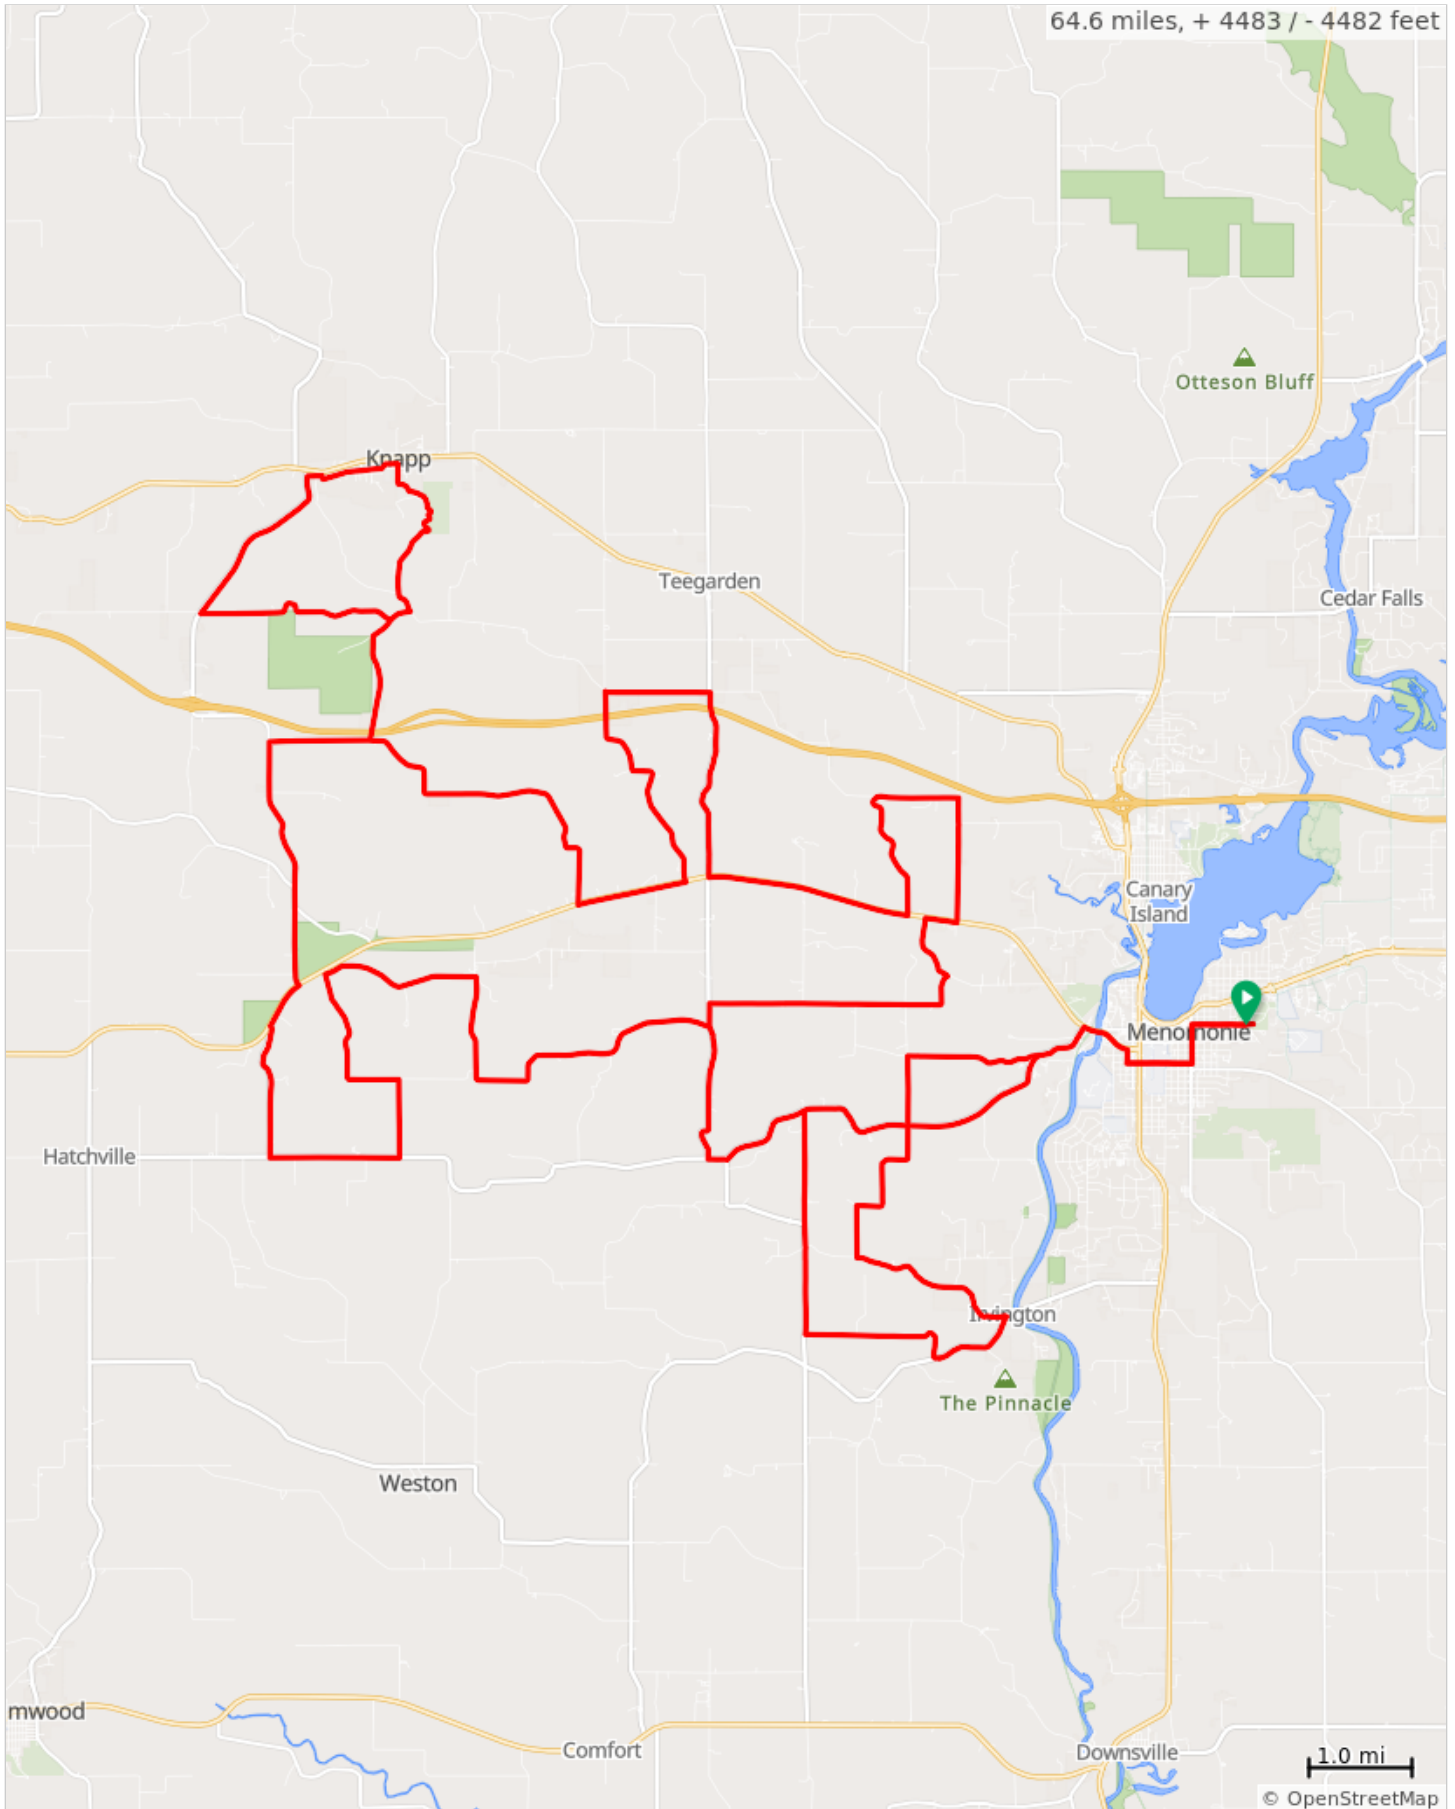 64.6 miles, + 4483 / - 4482 feet
Otteson Bluff
Knapp
Teegarden
Cedar Falls
Canary
Island
Menomonie
Hatchville
Irvington
The Pinnacle
Weston
mwood
Comfort
Downsville
1.0 mi
© OpenStreetMap